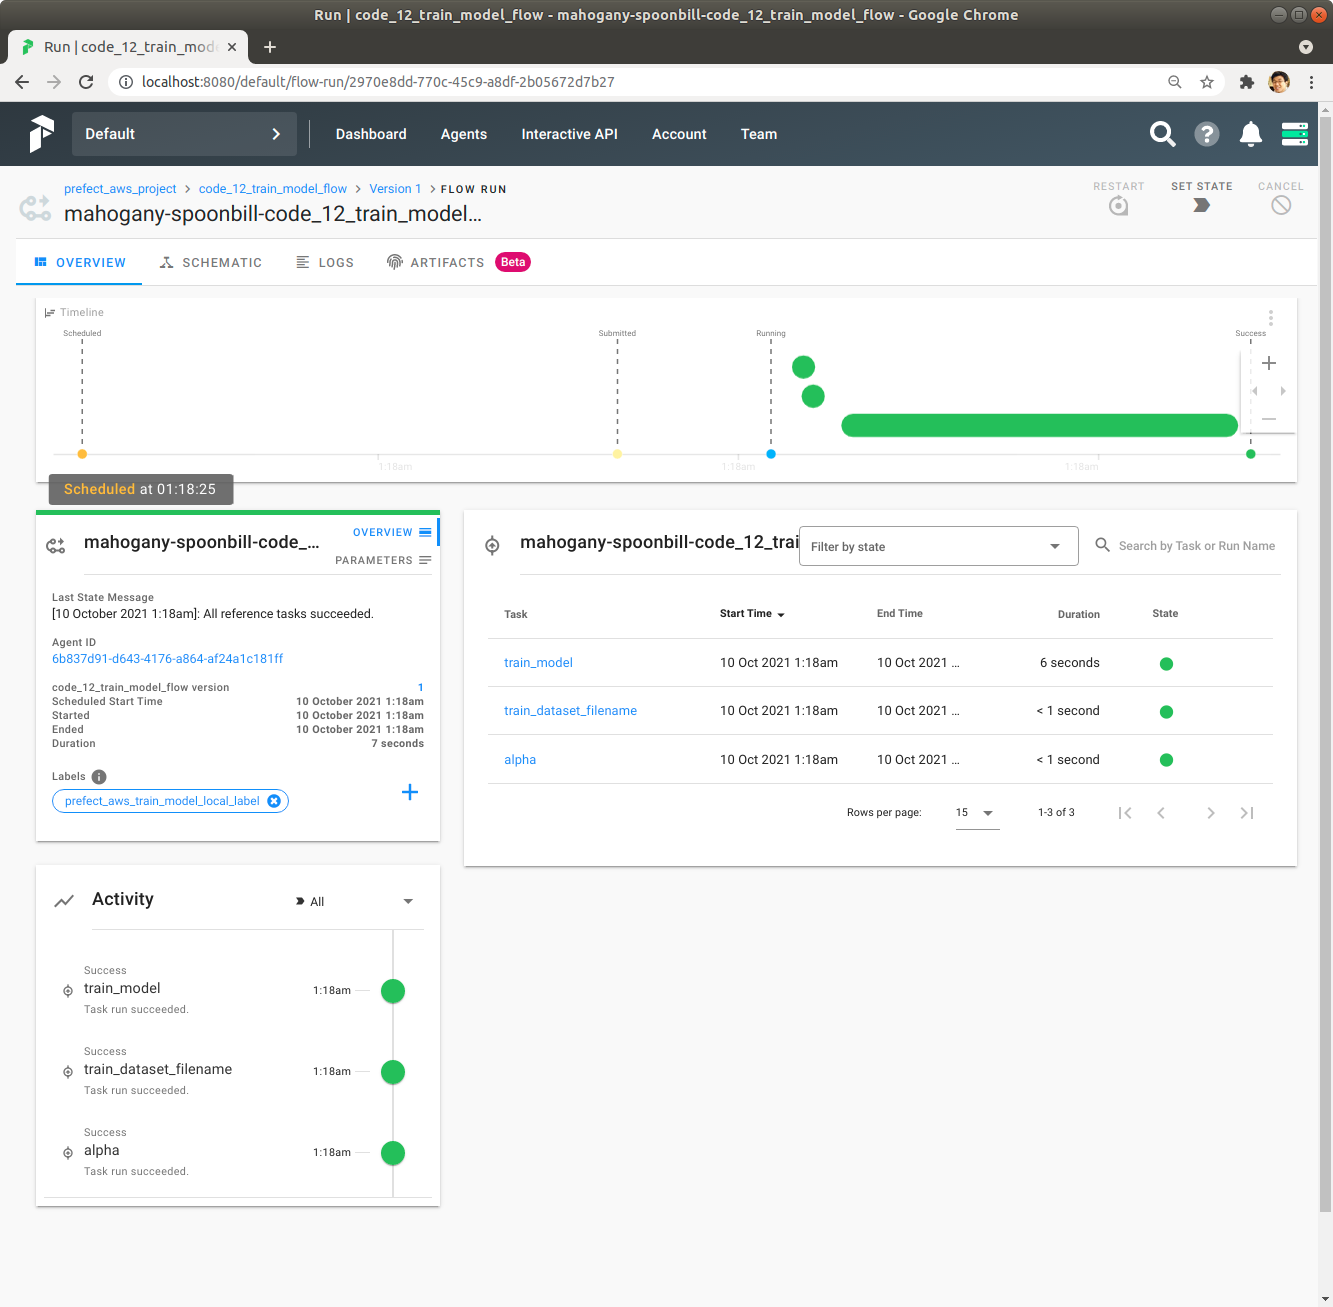 Run | code_12_train_model_flow - mahogany-spoonbill-code_12_train_model_flow - Google Chrome
Run | code_12_train_mod
localhost:8080/default/flow-run/2970e8dd-770c-45c9-a8df-2b05672d7b27
Default Dashboard Agents Interactive API Account Team
prefect_aws_project > code_12_train_model_flow > Version 1 > FLOW RUN
mahogany-spoonbill-code_12_train_model...
RESTART SET STATE CANCEL
OVERVIEW SCHEMATIC LOGS ARTIFACTS Beta
Timeline
Scheduled Submitted Running Success
1:18am 1:18am 1:18am
Scheduled at 01:18:25
mahogany-spoonbill-code_...
OVERVIEW
PARAMETERS
Last State Message
[10 October 2021 1:18am]: All reference tasks succeeded.
Agent ID
6b837d91-d643-4176-a864-af24a1c181ff
code_12_train_model_flow version 1
Scheduled Start Time 10 October 2021 1:18am
Started 10 October 2021 1:18am
Ended 10 October 2021 1:18am
Duration 7 seconds
Labels
prefect_aws_train_model_local_label
mahogany-spoonbill-code_12_trai
Filter by state
Search by Task or Run Name
Task Start Time End Time Duration State
train_model 10 Oct 2021 1:18am 10 Oct 2021 ... 6 seconds
train_dataset_filename 10 Oct 2021 1:18am 10 Oct 2021 ... < 1 second
alpha 10 Oct 2021 1:18am 10 Oct 2021 ... < 1 second
Rows per page: 15 1-3 of 3
Activity All
Success
train_model 1:18am
Task run succeeded.
Success
train_dataset_filename 1:18am
Task run succeeded.
Success
alpha 1:18am
Task run succeeded.